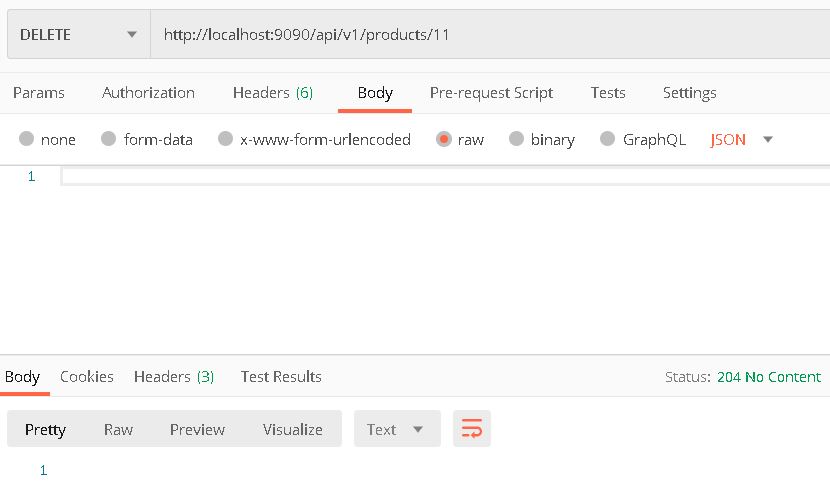 DELETE http://localhost:9090/api/v1/products/11
Params Authorization Headers (6) Body Pre-request Script Tests Settings
none form-data x-www-form-urlencoded raw binary GraphQL JSON
1
Body Cookies Headers (3) Test Results Status: 204 No Content
Pretty Raw Preview Visualize Text
1